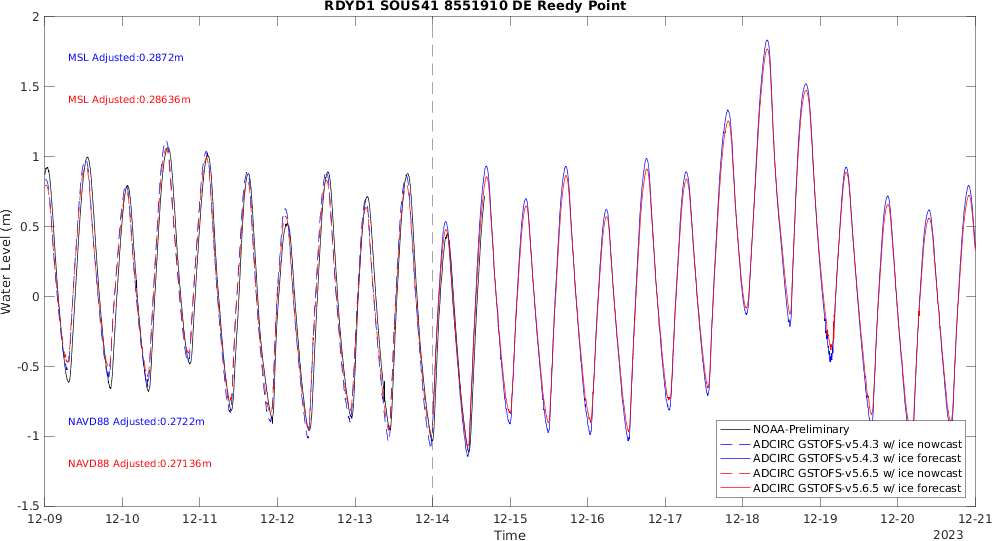 RDYD1 SOUS41 8551910 DE Reedy Point
2
1.5
1
0.5
0
-0.5
-1
-1.5
Water Level (m)
MSL Adjusted:0.2872m
MSL Adjusted:0.28636m
NAVD88 Adjusted:0.2722m
NAVD88 Adjusted:0.27136m
NOAA-Preliminary
ADCIRC GSTOFS-v5.4.3 w/ ice nowcast
ADCIRC GSTOFS-v5.4.3 w/ ice forecast
ADCIRC GSTOFS-v5.6.5 w/ ice nowcast
ADCIRC GSTOFS-v5.6.5 w/ ice forecast
12-09 12-10 12-11 12-12 12-13 12-14 12-15 12-16 12-17 12-18 12-19 12-20 12-21
Time
2023